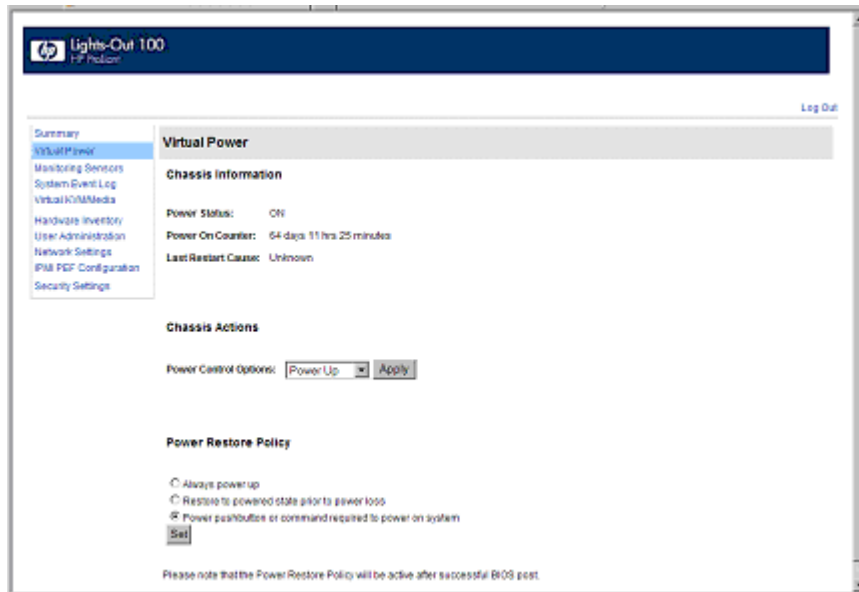 hp Lights-Out 100
HP ProLiant
Log Out
Summary
Virtual Power
Monitoring Sensors
System Event Log
Virtual KVM/Media
Hardware Inventory
User Administration
Network Settings
IPMI PEF Configuration
Security Settings
Virtual Power
Chassis Information
Power Status: ON
Power On Counter: 64 days 11 hrs 25 minutes
Last Restart Cause: Unknown
Chassis Actions
Power Control Options: Power Up Apply
Power Restore Policy
Always power up
Restore to powered state prior to power loss
Power pushbutton or command required to power on system
Set
Please note that the Power Restore Policy will be active after successful BIOS post.